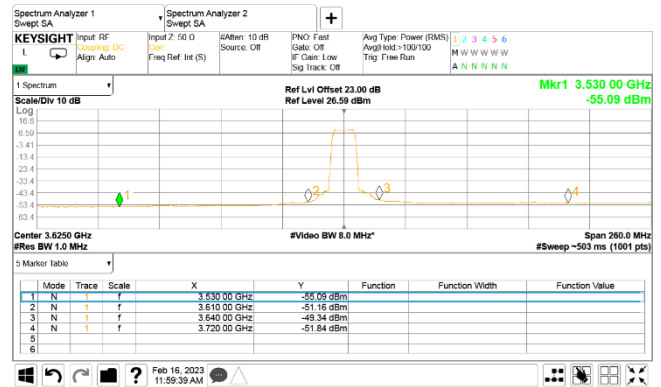 Spectrum Analyzer 1
Swept SA
Spectrum Analyzer 2
Swept SA
KEYSIGHT
L
Input: RF
Coupling: DC
Align: Auto
Input Z: 50 Ω
Corr
Freq Ref: Int (S)
#Atten: 10 dB
Source: Off
PNO: Fast
Gate: Off
IF Gain: Low
Sig Track: Off
Avg Type: Power (RMS)
Avg|Hold:>100/100
Trig: Free Run
1 2 3 4 5 6
M W W W W W
A N N N N N
1 Spectrum
Scale/Div 10 dB
Ref Lvl Offset 23.00 dB
Ref Level 26.59 dBm
Mkr1 3.530 00 GHz
-55.09 dBm
Log
16.6
6.59
-3.41
-13.4
-23.4
-33.4
-43.4
-53.4
-63.4
1
2
3
4
Center 3.6250 GHz
#Res BW 1.0 MHz
#Video BW 8.0 MHz*
Span 260.0 MHz
#Sweep ~503 ms (1001 pts)
5 Marker Table
Mode Trace Scale X Y Function Function Width Function Value
1 N 1 f 3.530 00 GHz -55.09 dBm
2 N 1 f 3.610 00 GHz -51.16 dBm
3 N 1 f 3.640 00 GHz -49.34 dBm
4 N 1 f 3.720 00 GHz -51.84 dBm
5
6
?
Feb 16, 2023
11:59:39 AM